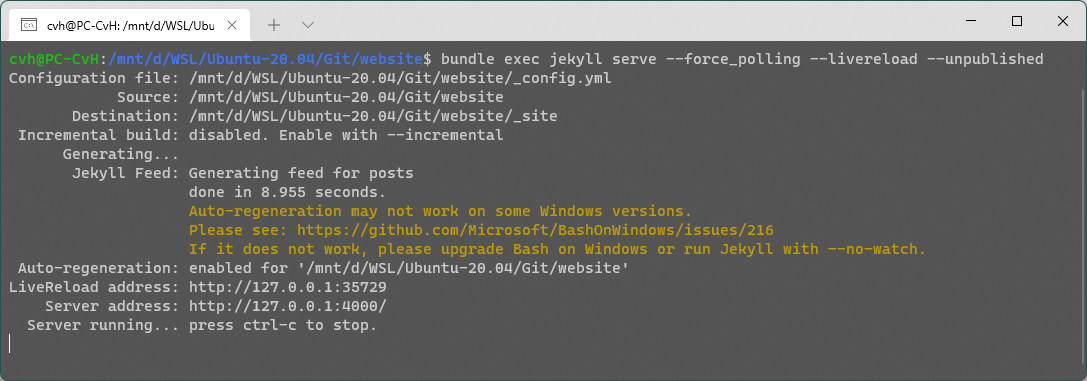 cvh@PC-CvH: /mnt/d/WSL/Ubu
cvh@PC-CvH:/mnt/d/WSL/Ubuntu-20.04/Git/website$ bundle exec jekyll serve --force_polling --livereload --unpublished
Configuration file: /mnt/d/WSL/Ubuntu-20.04/Git/website/_config.yml
Source: /mnt/d/WSL/Ubuntu-20.04/Git/website
Destination: /mnt/d/WSL/Ubuntu-20.04/Git/website/_site
Incremental build: disabled. Enable with --incremental
Generating...
Jekyll Feed: Generating feed for posts
done in 8.955 seconds.
Auto-regeneration may not work on some Windows versions.
Please see: https://github.com/Microsoft/BashOnWindows/issues/216
If it does not work, please upgrade Bash on Windows or run Jekyll with --no-watch.
Auto-regeneration: enabled for '/mnt/d/WSL/Ubuntu-20.04/Git/website'
LiveReload address: http://127.0.0.1:35729
Server address: http://127.0.0.1:4000/
Server running... press ctrl-c to stop.